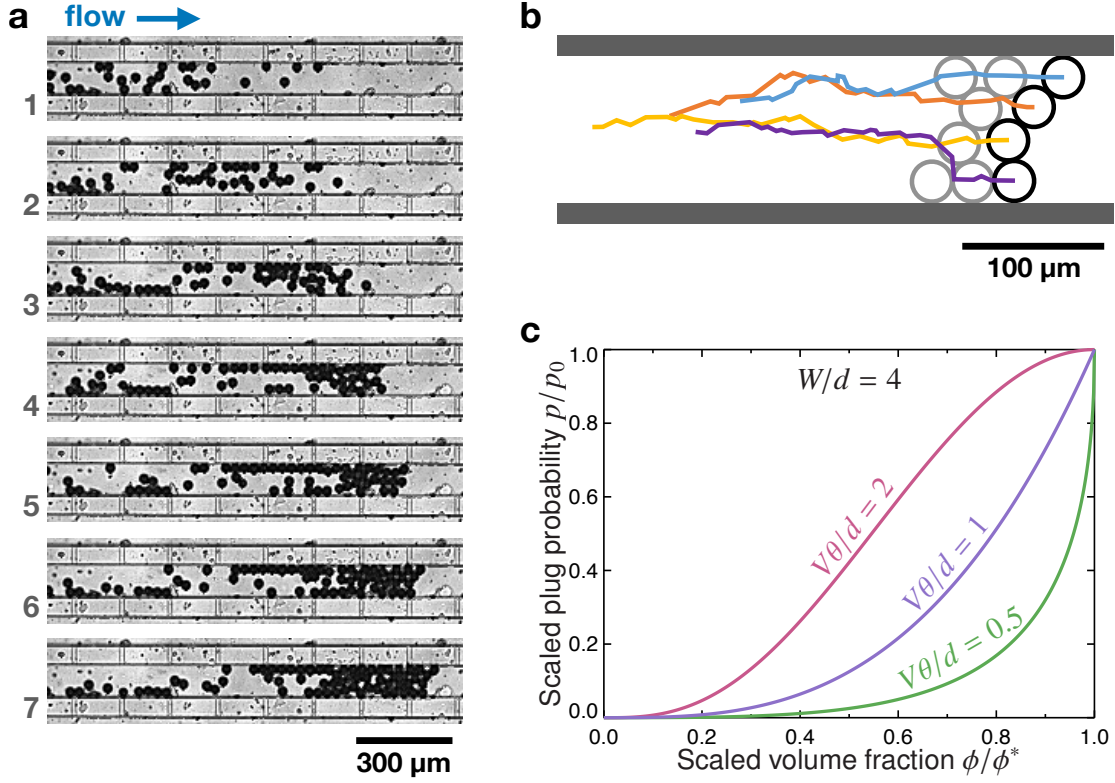 a
flow
1
2
3
4
5
6
7
300 µm
b
100 µm
c
Scaled plug probability p/p₀
1.0
0.8
0.6
0.4
0.2
0.0
W/d = 4
Vθ/d = 2
Vθ/d = 1
Vθ/d = 0.5
0.0 0.2 0.4 0.6 0.8 1.0
Scaled volume fraction ϕ/ϕ*